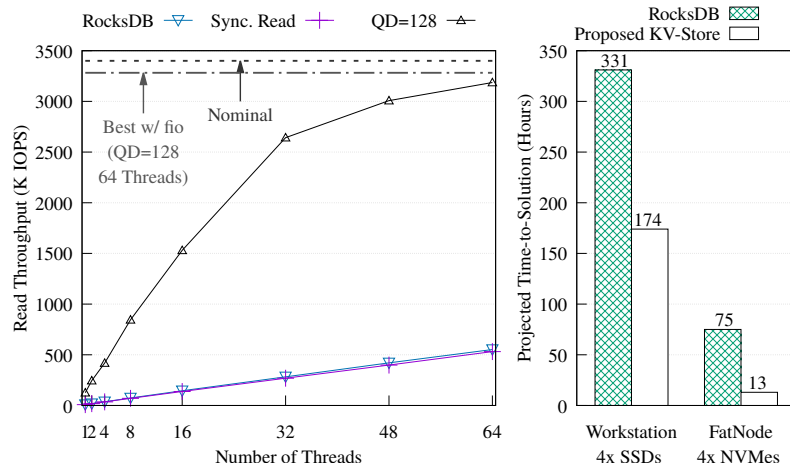 RocksDB
Sync. Read
QD=128
3500
3000
2500
2000
1500
1000
500
0
Read Throughput (K IOPS)
Nominal
Best w/ fio
(QD=128
64 Threads)
1 2 4 8 16 32 48 64
Number of Threads
RocksDB
Proposed KV-Store
350
300
250
200
150
100
50
0
Projected Time-to-Solution (Hours)
331
174
75
13
Workstation
4x SSDs
FatNode
4x NVMes